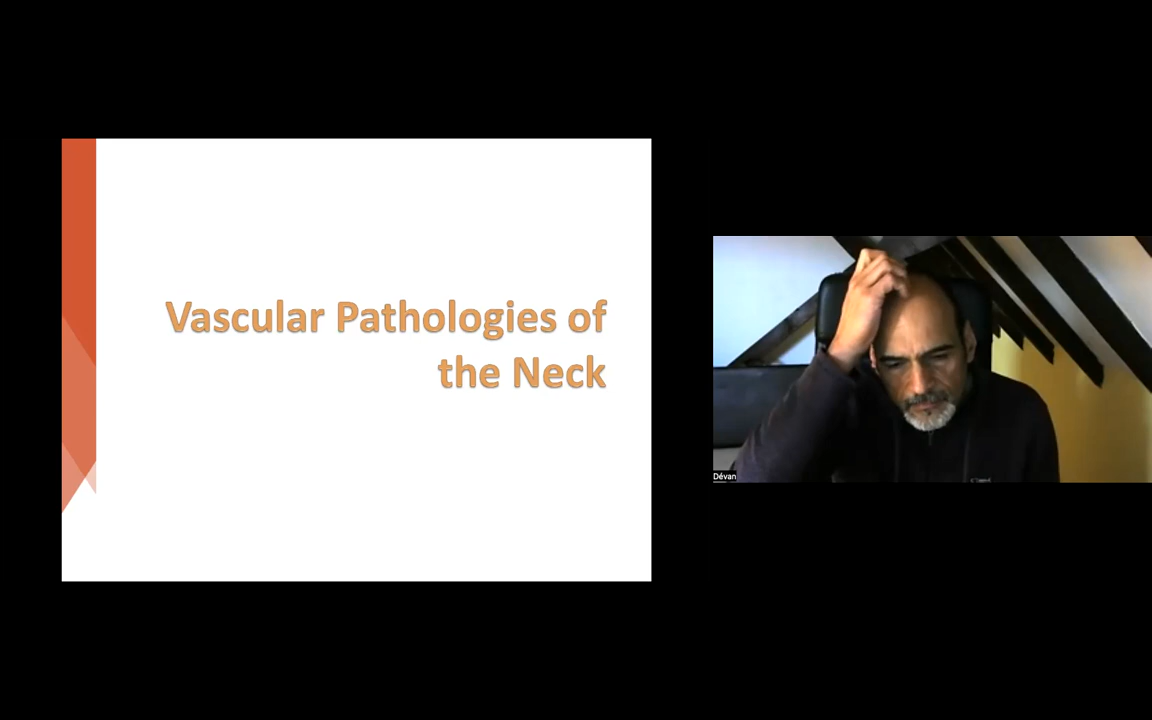 Vascular Pathologies of
the Neck
Dévan